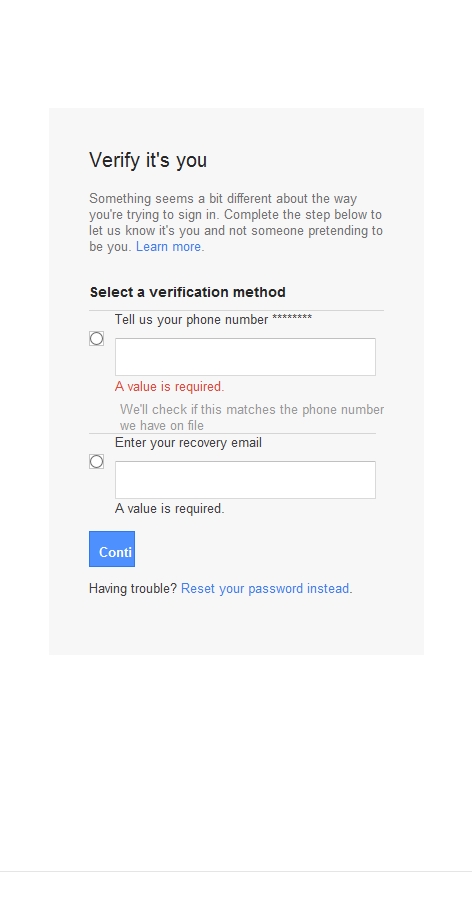 Verify it's you
Something seems a bit different about the way
you're trying to sign in. Complete the step below to
let us know it's you and not someone pretending to
be you. Learn more.
Select a verification method
Tell us your phone number ********
A value is required.
We'll check if this matches the phone number
we have on file
Enter your recovery email
A value is required.
Conti
Having trouble? Reset your password instead.